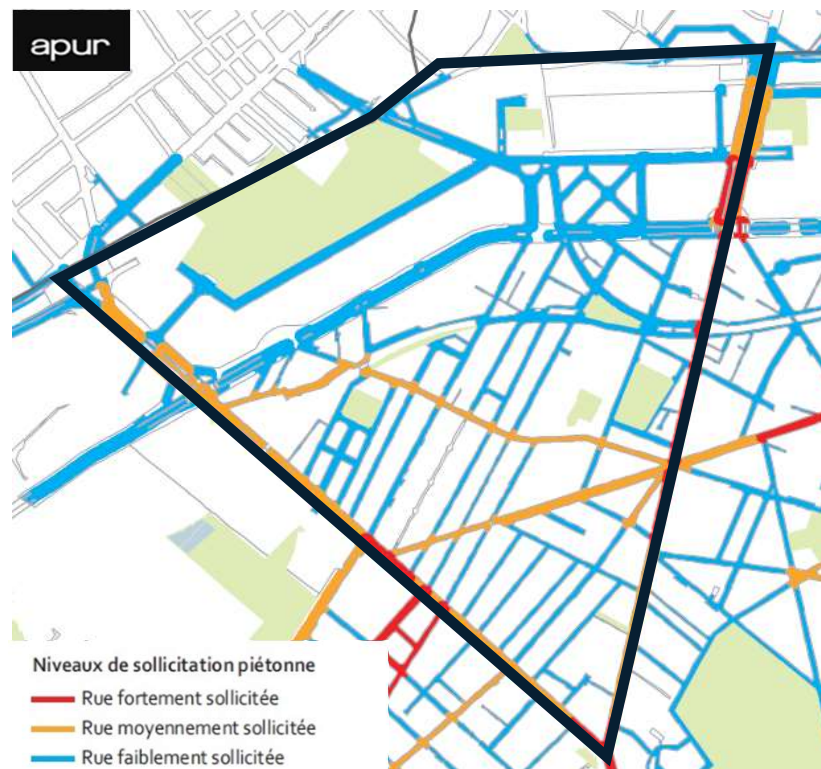 apur
Niveaux de sollicitation piétonne
Rue fortement sollicitée
Rue moyennement sollicitée
Rue faiblement sollicitée